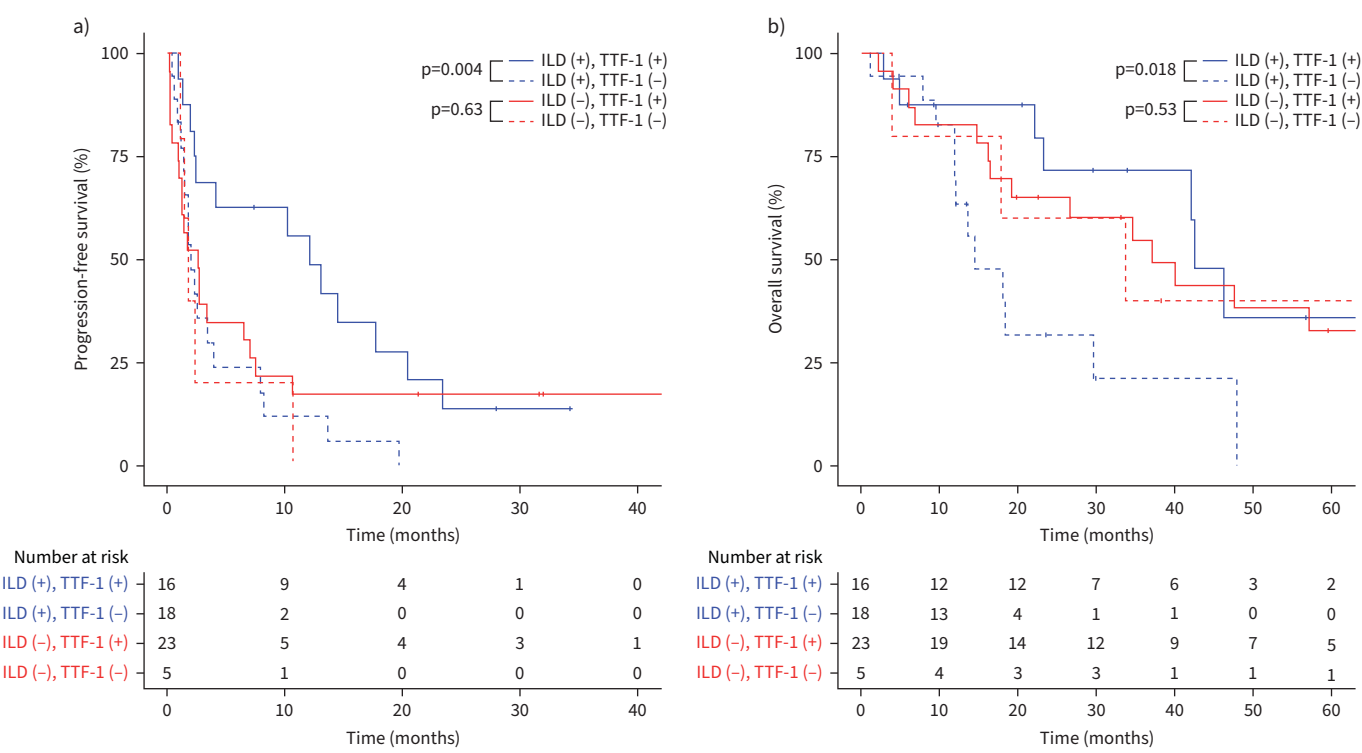 a)
100
75
50
25
0
Progression-free survival (%)
p=0.004
ILD (+), TTF-1 (+)
ILD (+), TTF-1 (–)
p=0.63
ILD (–), TTF-1 (+)
ILD (–), TTF-1 (–)
0 10 20 30 40
Time (months)
Number at risk
ILD (+), TTF-1 (+) 16 9 4 1 0
ILD (+), TTF-1 (–) 18 2 0 0 0
ILD (–), TTF-1 (+) 23 5 4 3 1
ILD (–), TTF-1 (–) 5 1 0 0 0
0 10 20 30 40
Time (months)
b)
100
75
50
25
0
Overall survival (%)
p=0.018
ILD (+), TTF-1 (+)
ILD (+), TTF-1 (–)
p=0.53
ILD (–), TTF-1 (+)
ILD (–), TTF-1 (–)
0 10 20 30 40 50 60
Time (months)
Number at risk
ILD (+), TTF-1 (+) 16 12 12 7 6 3 2
ILD (+), TTF-1 (–) 18 13 4 1 1 0 0
ILD (–), TTF-1 (+) 23 19 14 12 9 7 5
ILD (–), TTF-1 (–) 5 4 3 3 1 1 1
0 10 20 30 40 50 60
Time (months)